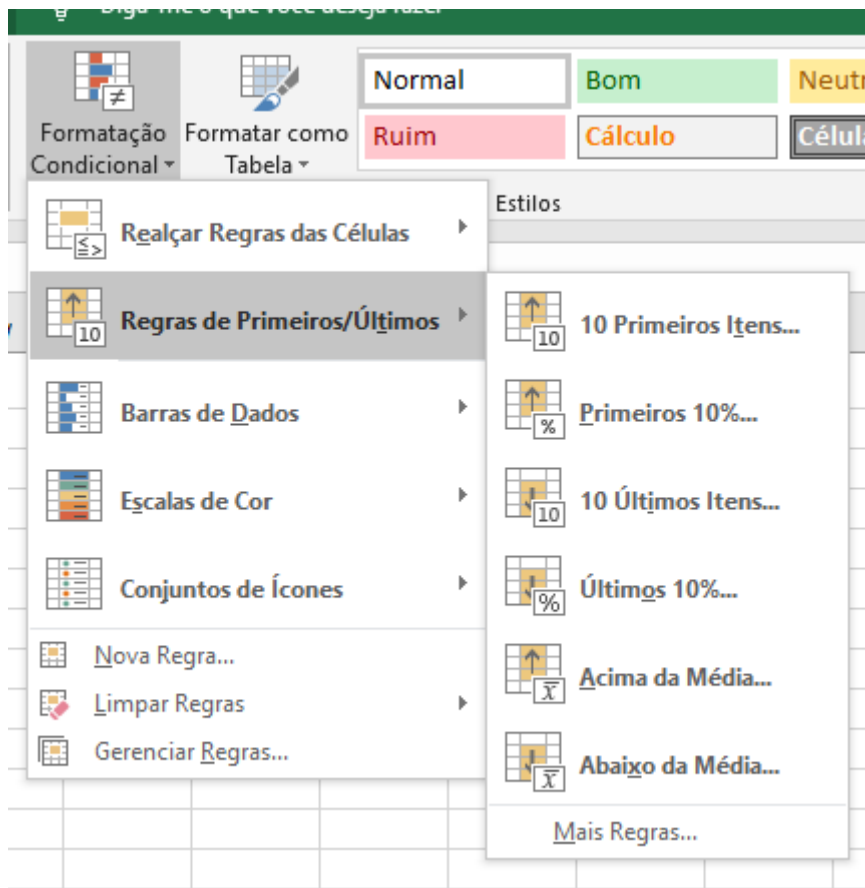 Formatação
Condicional
Formatar como
Tabela
Normal
Bom
Ruim
Cálculo
Estilos
Realçar Regras das Células
Regras de Primeiros/Últimos
Barras de Dados
Escalas de Cor
Conjuntos de Ícones
Nova Regra...
Limpar Regras
Gerenciar Regras...
10 Primeiros Itens...
Primeiros 10%...
10 Últimos Itens...
Últimos 10%...
Acima da Média...
Abaixo da Média...
Mais Regras...